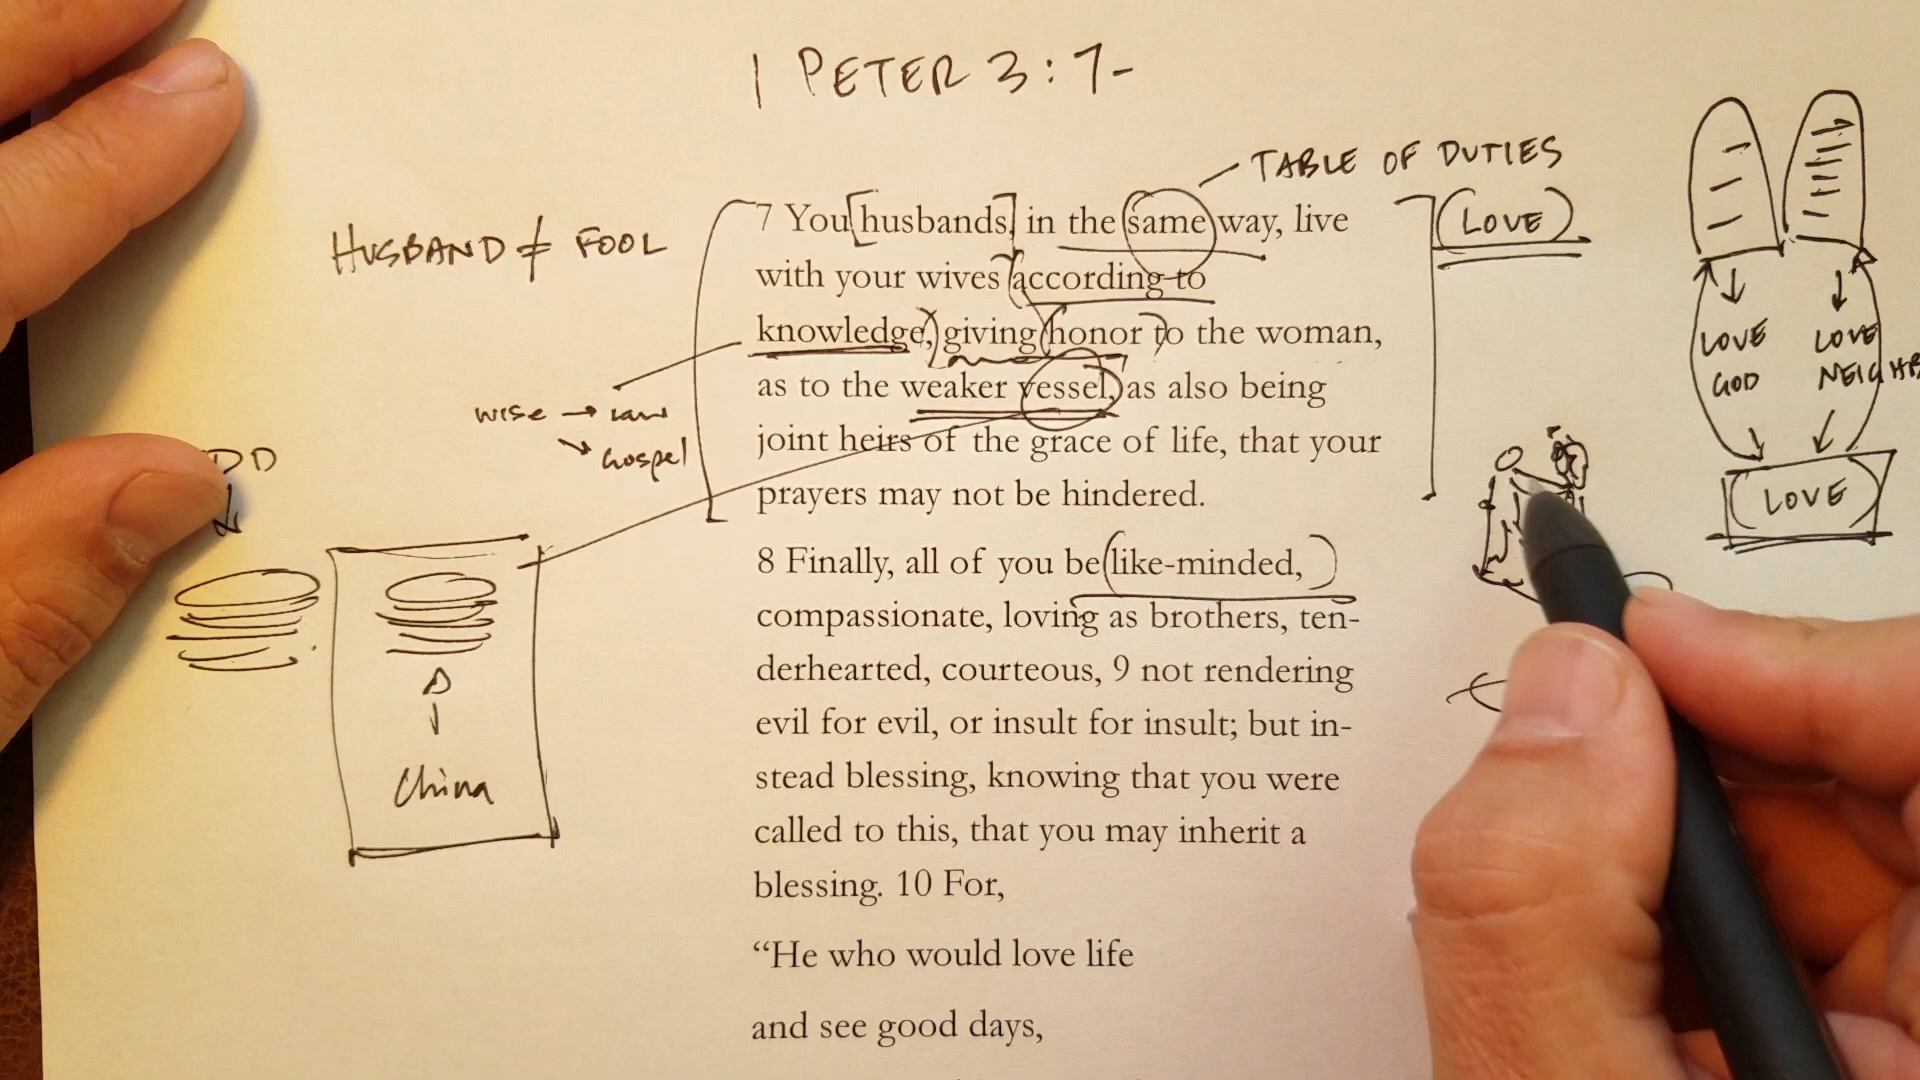 1 PETER 3:7-
TABLE OF DUTIES
HUSBAND ≠ FOOL
7 You husbands, in the same way, live
with your wives according to
knowledge, giving honor to the woman,
as to the weaker vessel, as also being
joint heirs of the grace of life, that your
prayers may not be hindered.
8 Finally, all of you be like-minded,
compassionate, loving as brothers, ten-
derhearted, courteous, 9 not rendering
evil for evil, or insult for insult; but in-
stead blessing, knowing that you were
called to this, that you may inherit a
blessing. 10 For,
“He who would love life
and see good days,
LOVE
LOVE
GOD
LOVE
NEIGHB
LOVE
wise → law
Gospel
China